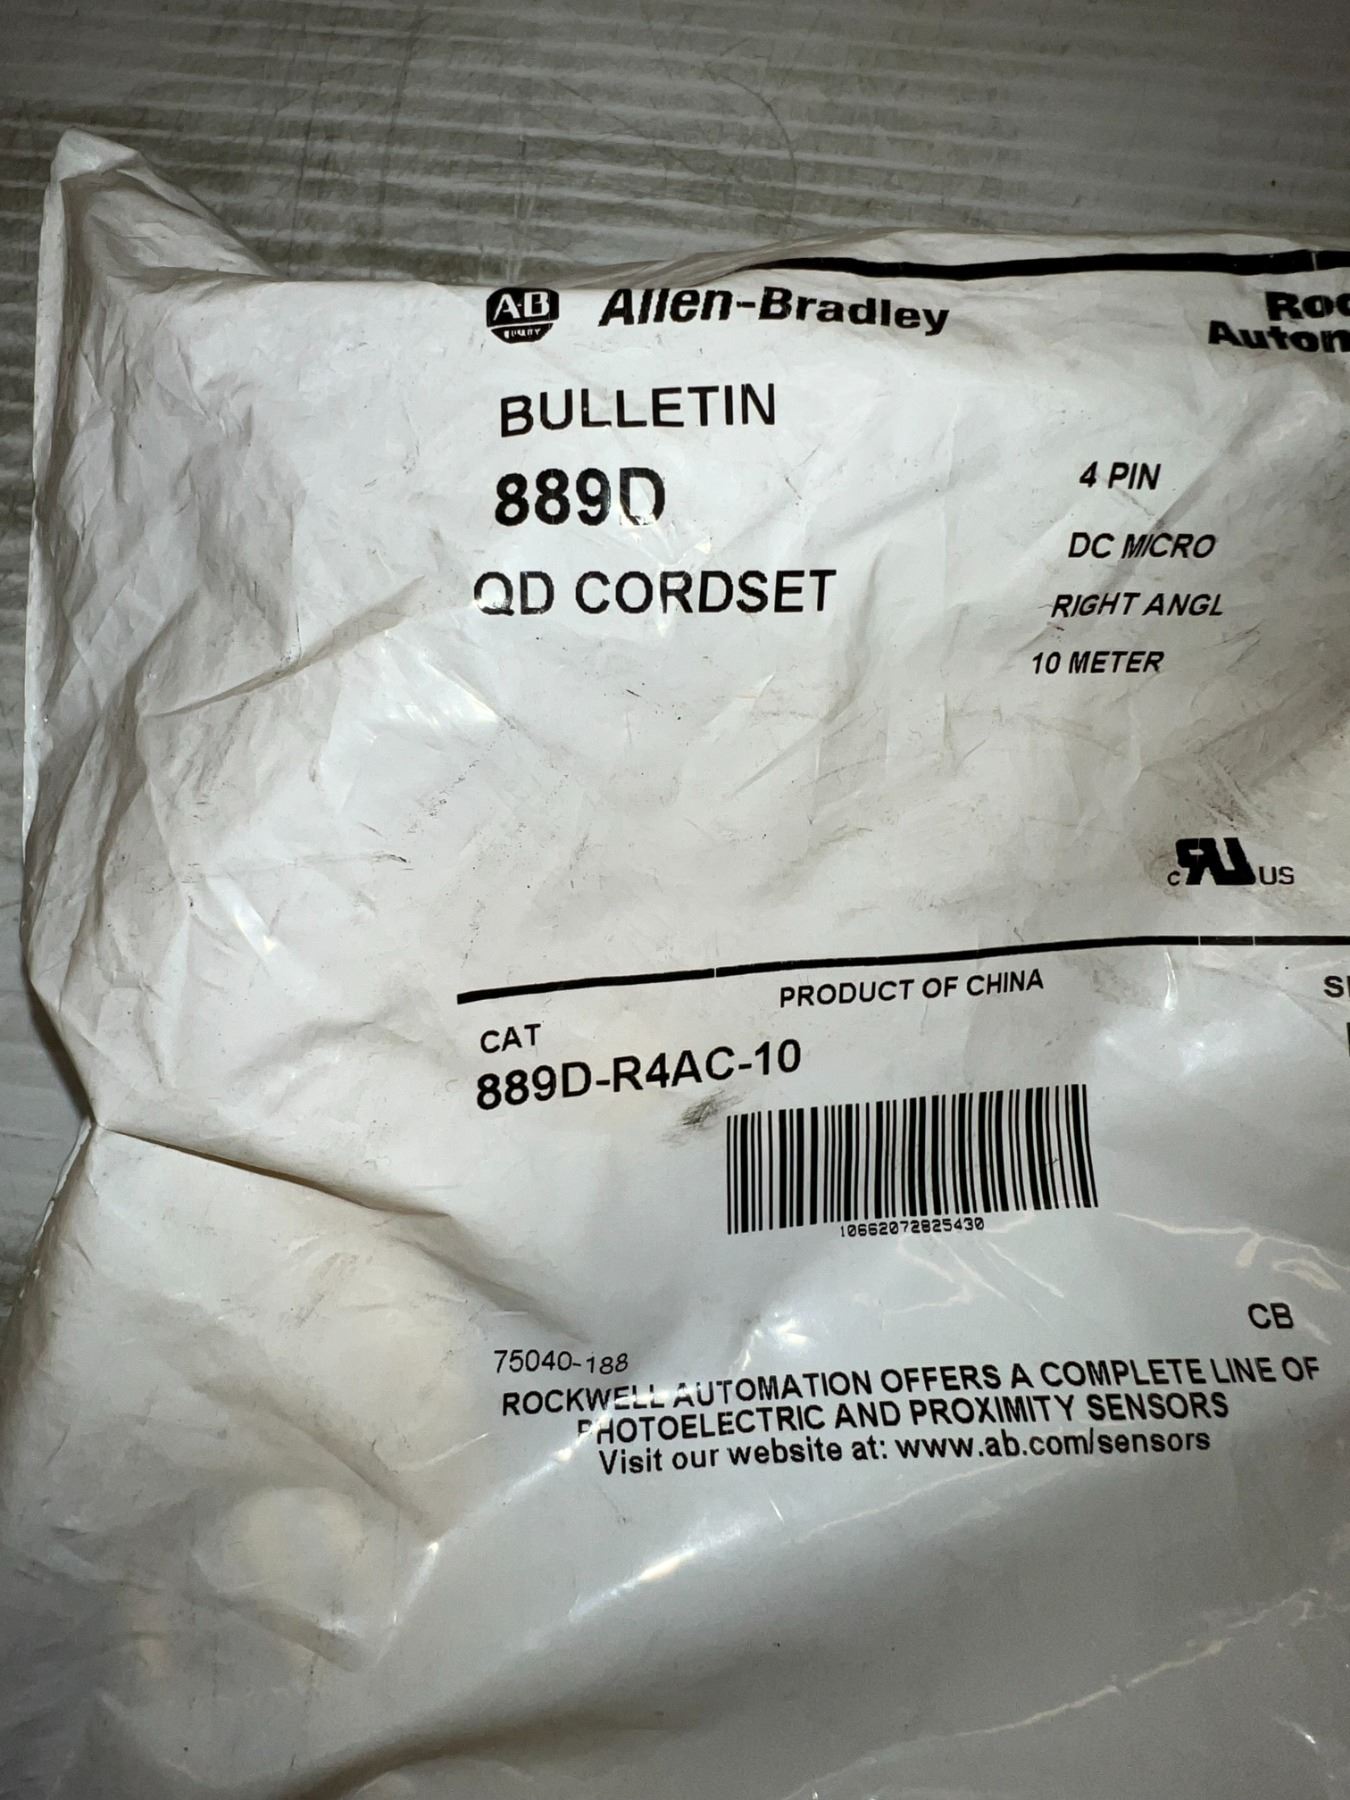 A-B Allen-Bradley
QUALITY
BULLETIN
889D
QD CORDSET
4 PIN
DC MICRO
RIGHT ANGL
10 METER
c RU US
PRODUCT OF CHINA
CAT
889D-R4AC-10
10662072825430
CB
75040-188
ROCKWELL AUTOMATION OFFERS A COMPLETE LINE OF
PHOTOELECTRIC AND PROXIMITY SENSORS
Visit our website at: www.ab.com/sensors